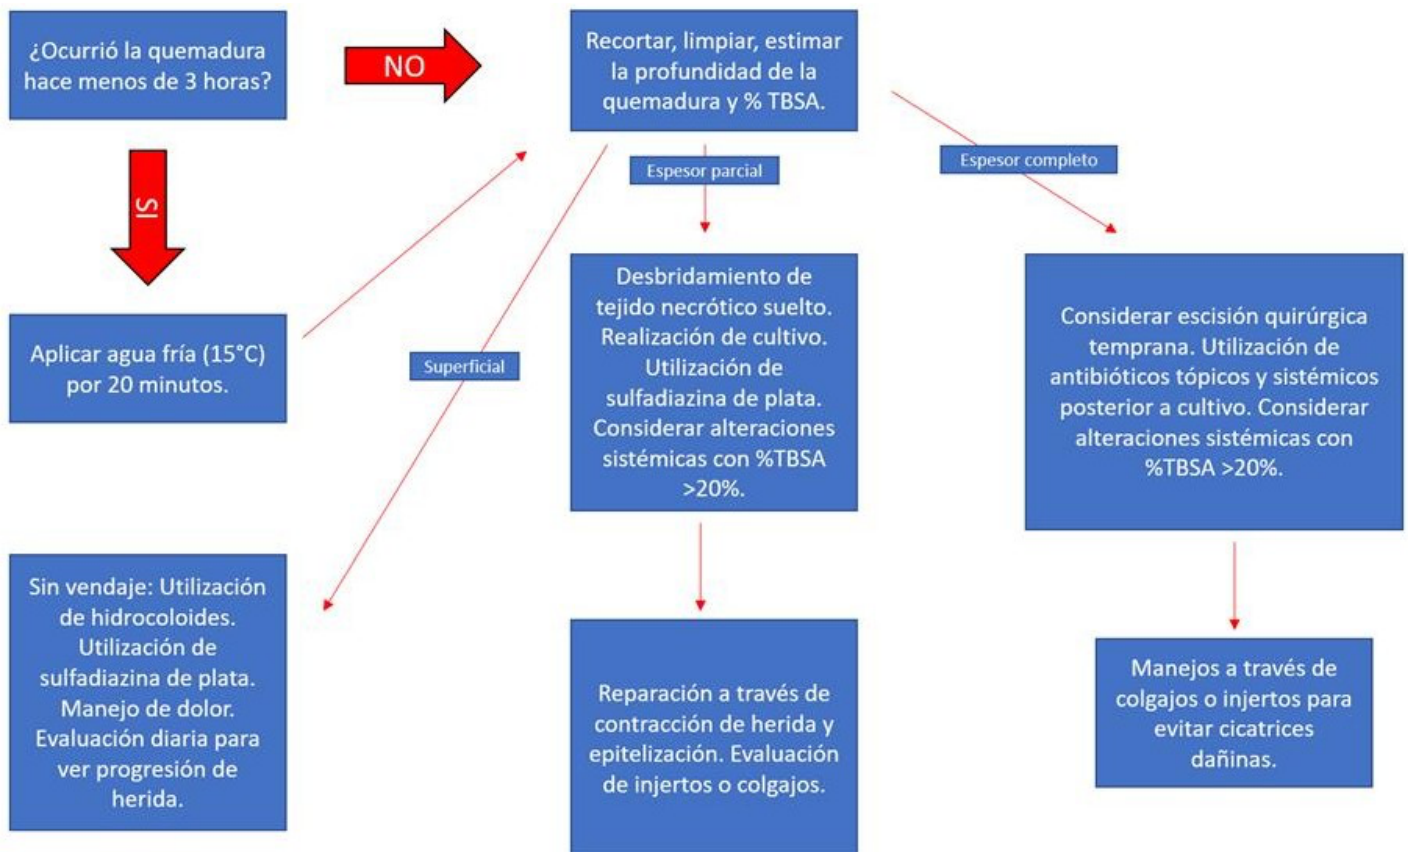 ¿Ocurrió la quemadura
hace menos de 3 horas?
NO
Recortar, limpiar, estimar
la profundidad de la
quemadura y % TBSA.
SI
Espesor parcial
Espesor completo
Aplicar agua fría (15°C)
por 20 minutos.
Superficial
Desbridamiento de
tejido necrótico suelto.
Realización de cultivo.
Utilización de
sulfadiazina de plata.
Considerar alteraciones
sistémicas con %TBSA
>20%.
Considerar escisión quirúrgica
temprana. Utilización de
antibióticos tópicos y sistémicos
posterior a cultivo. Considerar
alteraciones sistémicas con
%TBSA >20%.
Sin vendaje: Utilización
de hidrocoloides.
Utilización de
sulfadiazina de plata.
Manejo de dolor.
Evaluación diaria para
ver progresión de
herida.
Reparación a través de
contracción de herida y
epitelización. Evaluación
de injertos o colgajos.
Manejos a través de
colgajos o injertos para
evitar cicatrices
dañinas.